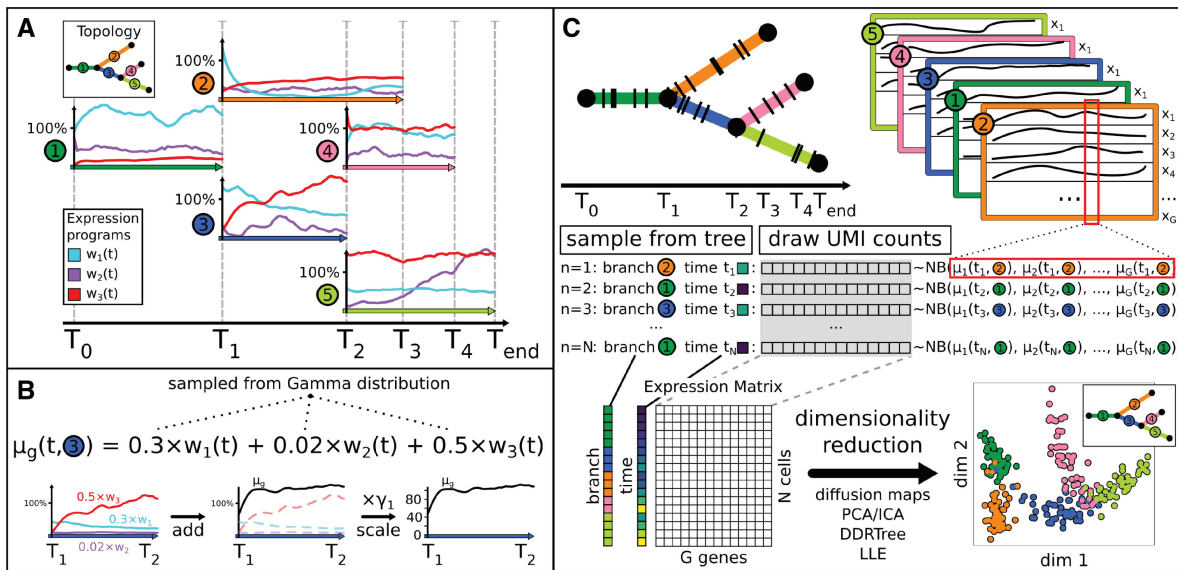 A
Topology
1
2
3
4
5
100%
2
100%
1
100%
4
100%
3
100%
5
Expression
programs
w1(t)
w2(t)
w3(t)
T0 T1 T2 T3 T4 Tend
B
sampled from Gamma distribution
μg(t,3) = 0.3×w1(t) + 0.02×w2(t) + 0.5×w3(t)
100%
0.5×w3
0.3×w1
0.02×w2
T1 T2
add
100%
μg
T1 T2
×γ1
scale
μg
100
80
40
0
T1 T2
C
T0 T1 T2 T3 T4 Tend
5 x1
4 x1
3 x1
1 x1
2 x1
x2
x3
x4
... ...
xG
sample from tree draw UMI counts
n=1: branch 2 time t1 : ~NB(μ1(t1,2), μ2(t1,2), ..., μG(t1,2)
n=2: branch 1 time t2 : ~NB(μ1(t2,1), μ2(t2,1), ..., μG(t2,1)
n=3: branch 3 time t3 : ~NB(μ1(t3,3), μ2(t3,3), ..., μG(t3,3)
... ...
n=N: branch 1 time tN : ~NB(μ1(tN,1), μ2(tN,1), ..., μG(tN,1)
Expression Matrix
branch
time
N cells
G genes
dimensionality
reduction
diffusion maps
PCA/ICA
DDRTree
LLE
dim 2
dim 1
1
2
3
4
5